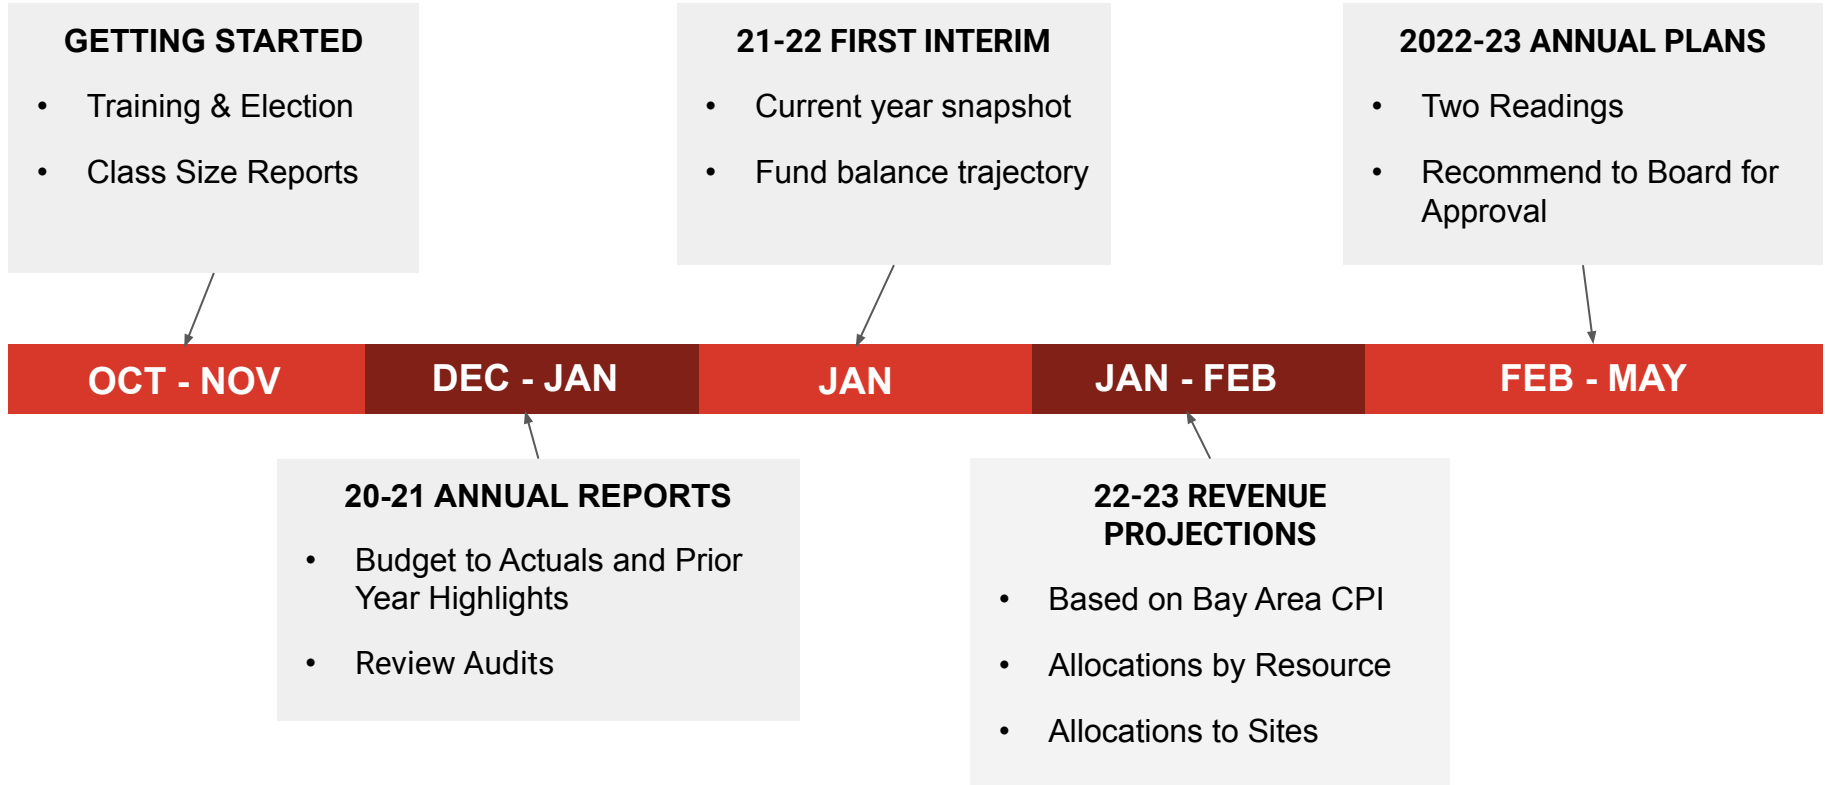 GETTING STARTED
• Training & Election
• Class Size Reports
21-22 FIRST INTERIM
• Current year snapshot
• Fund balance trajectory
2022-23 ANNUAL PLANS
• Two Readings
• Recommend to Board for
Approval
OCT - NOV
DEC - JAN
JAN
JAN - FEB
FEB - MAY
20-21 ANNUAL REPORTS
• Budget to Actuals and Prior
Year Highlights
• Review Audits
22-23 REVENUE
PROJECTIONS
• Based on Bay Area CPI
• Allocations by Resource
• Allocations to Sites